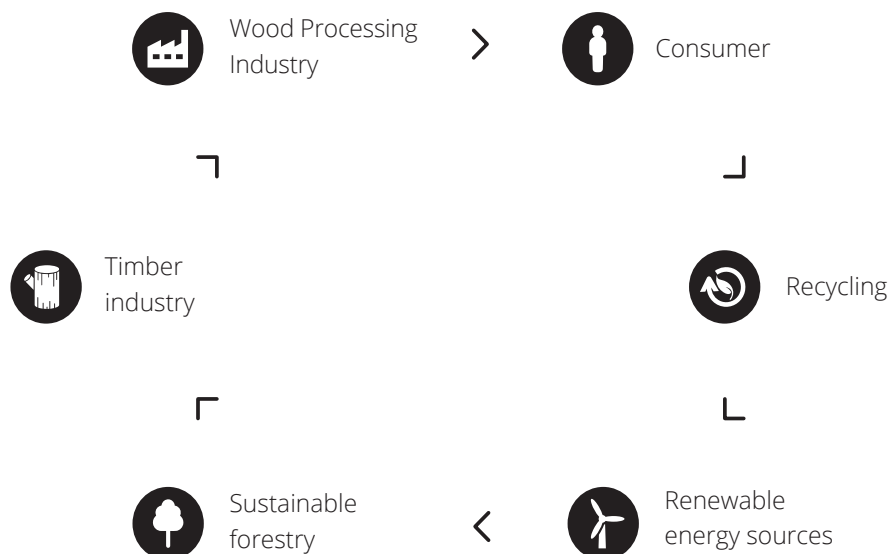 Wood Processing
Industry
Consumer
Timber
industry
Recycling
Sustainable
forestry
Renewable
energy sources